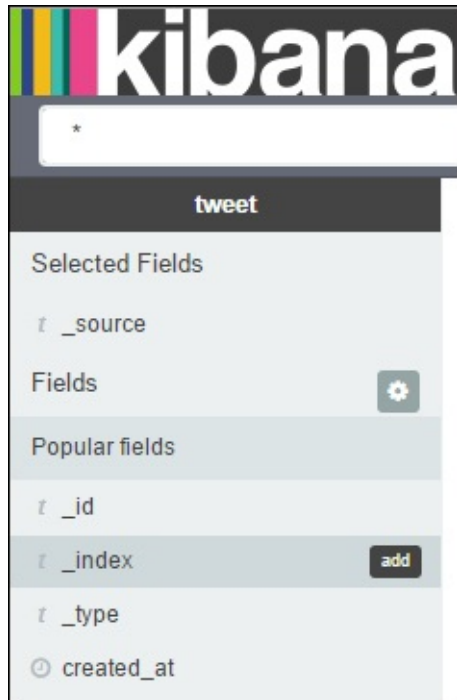 kibana
*
tweet
Selected Fields
t _source
Fields
Popular fields
t _id
t _index add
t _type
created_at